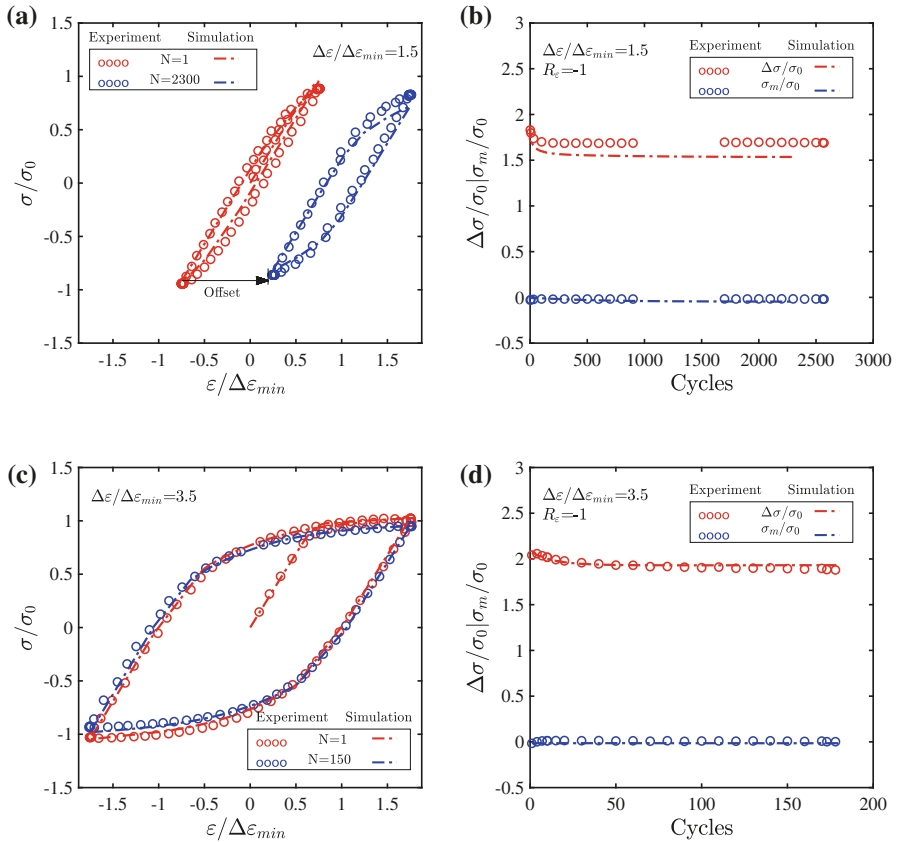 (a)
Experiment Simulation
N=1
N=2300
Δε/Δε_min=1.5
Offset
1.5
1
0.5
0
-0.5
-1
-1.5
σ/σ_0
-1.5 -1 -0.5 0 0.5 1 1.5
ε/Δε_min
(b)
Δε/Δε_min=1.5
R_ε=-1
Experiment Simulation
Δσ/σ_0
σ_m/σ_0
3
2.5
2
1.5
1
0.5
0
-0.5
Δσ/σ_0|σ_m/σ_0
0 500 1000 1500 2000 2500 3000
Cycles
(c)
Δε/Δε_min=3.5
Experiment Simulation
N=1
N=150
1.5
1
0.5
0
-0.5
-1
-1.5
σ/σ_0
-1.5 -1 -0.5 0 0.5 1 1.5
ε/Δε_min
(d)
Δε/Δε_min=3.5
R_ε=-1
Experiment Simulation
Δσ/σ_0
σ_m/σ_0
3
2.5
2
1.5
1
0.5
0
-0.5
Δσ/σ_0|σ_m/σ_0
0 50 100 150 200
Cycles